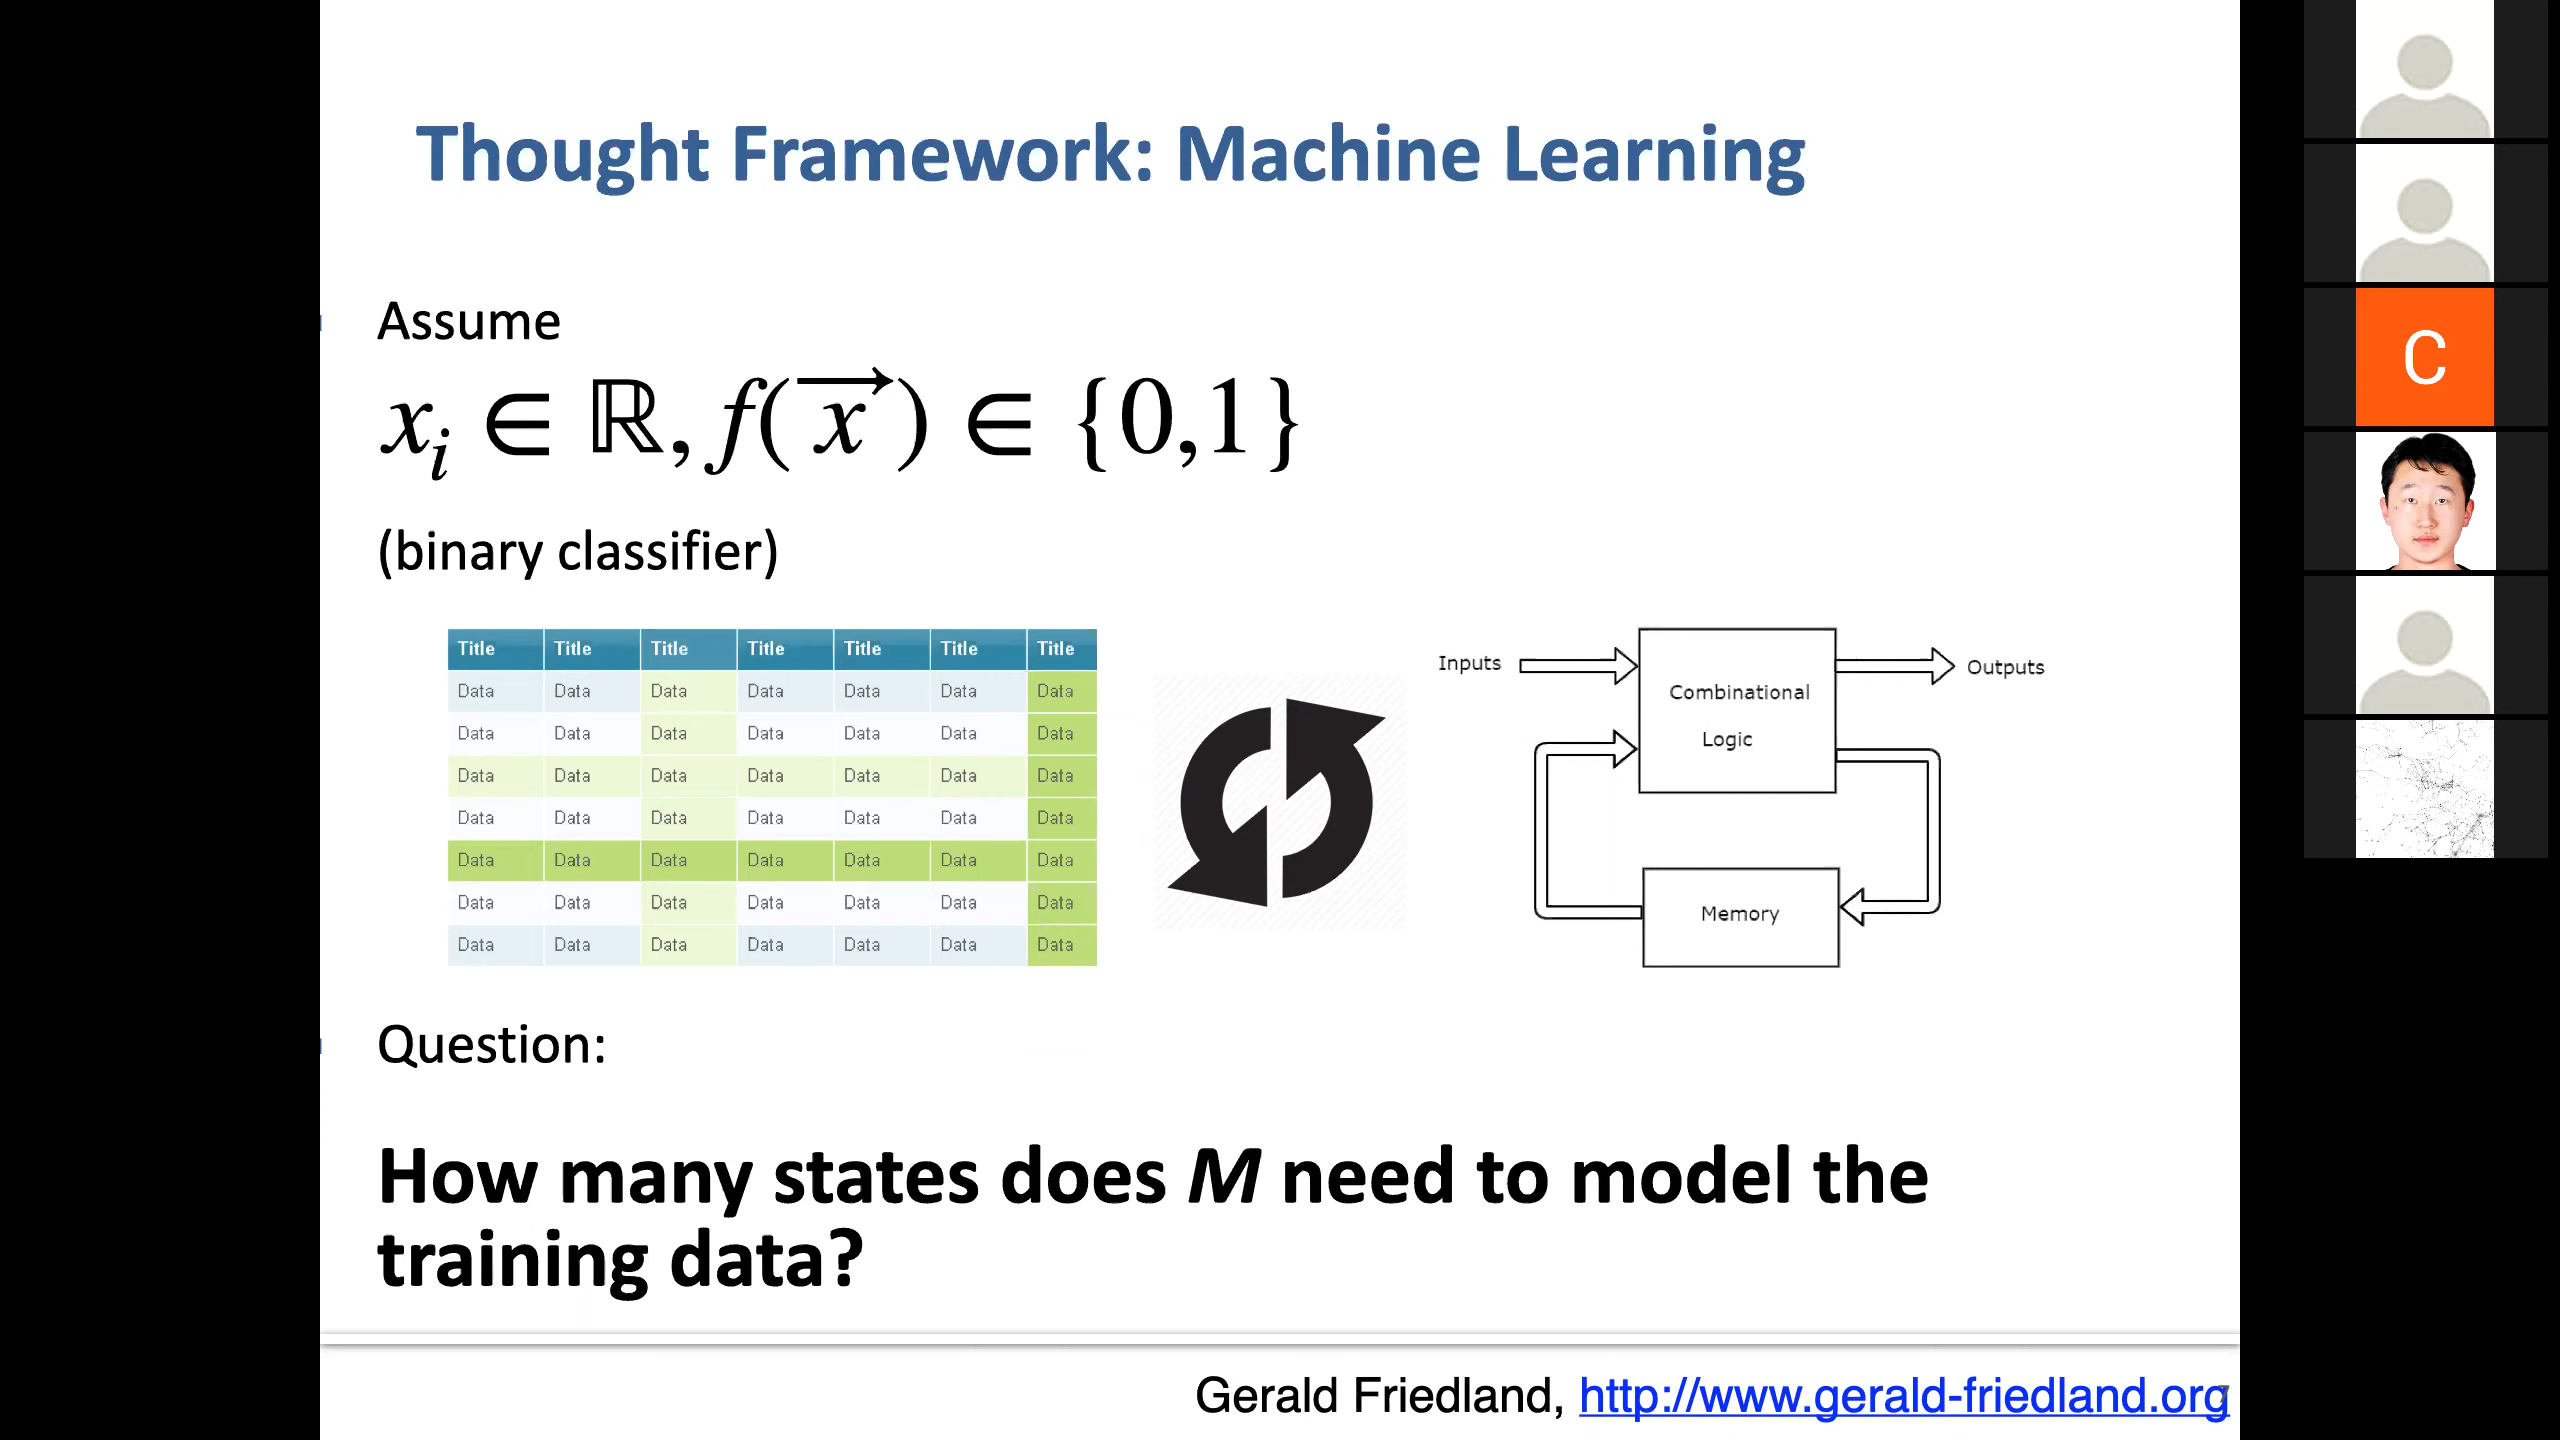 Thought Framework: Machine Learning
Assume
x_i ∈ ℝ, f(x⃗) ∈ {0,1}
(binary classifier)
Title Title Title Title Title Title Title
Data Data Data Data Data Data Data
Data Data Data Data Data Data Data
Data Data Data Data Data Data Data
Data Data Data Data Data Data Data
Data Data Data Data Data Data Data
Data Data Data Data Data Data Data
Data Data Data Data Data Data Data
Inputs
Combinational
Logic
Outputs
Memory
Question:
How many states does M need to model the
training data?
Gerald Friedland, http://www.gerald-friedland.org
7
C